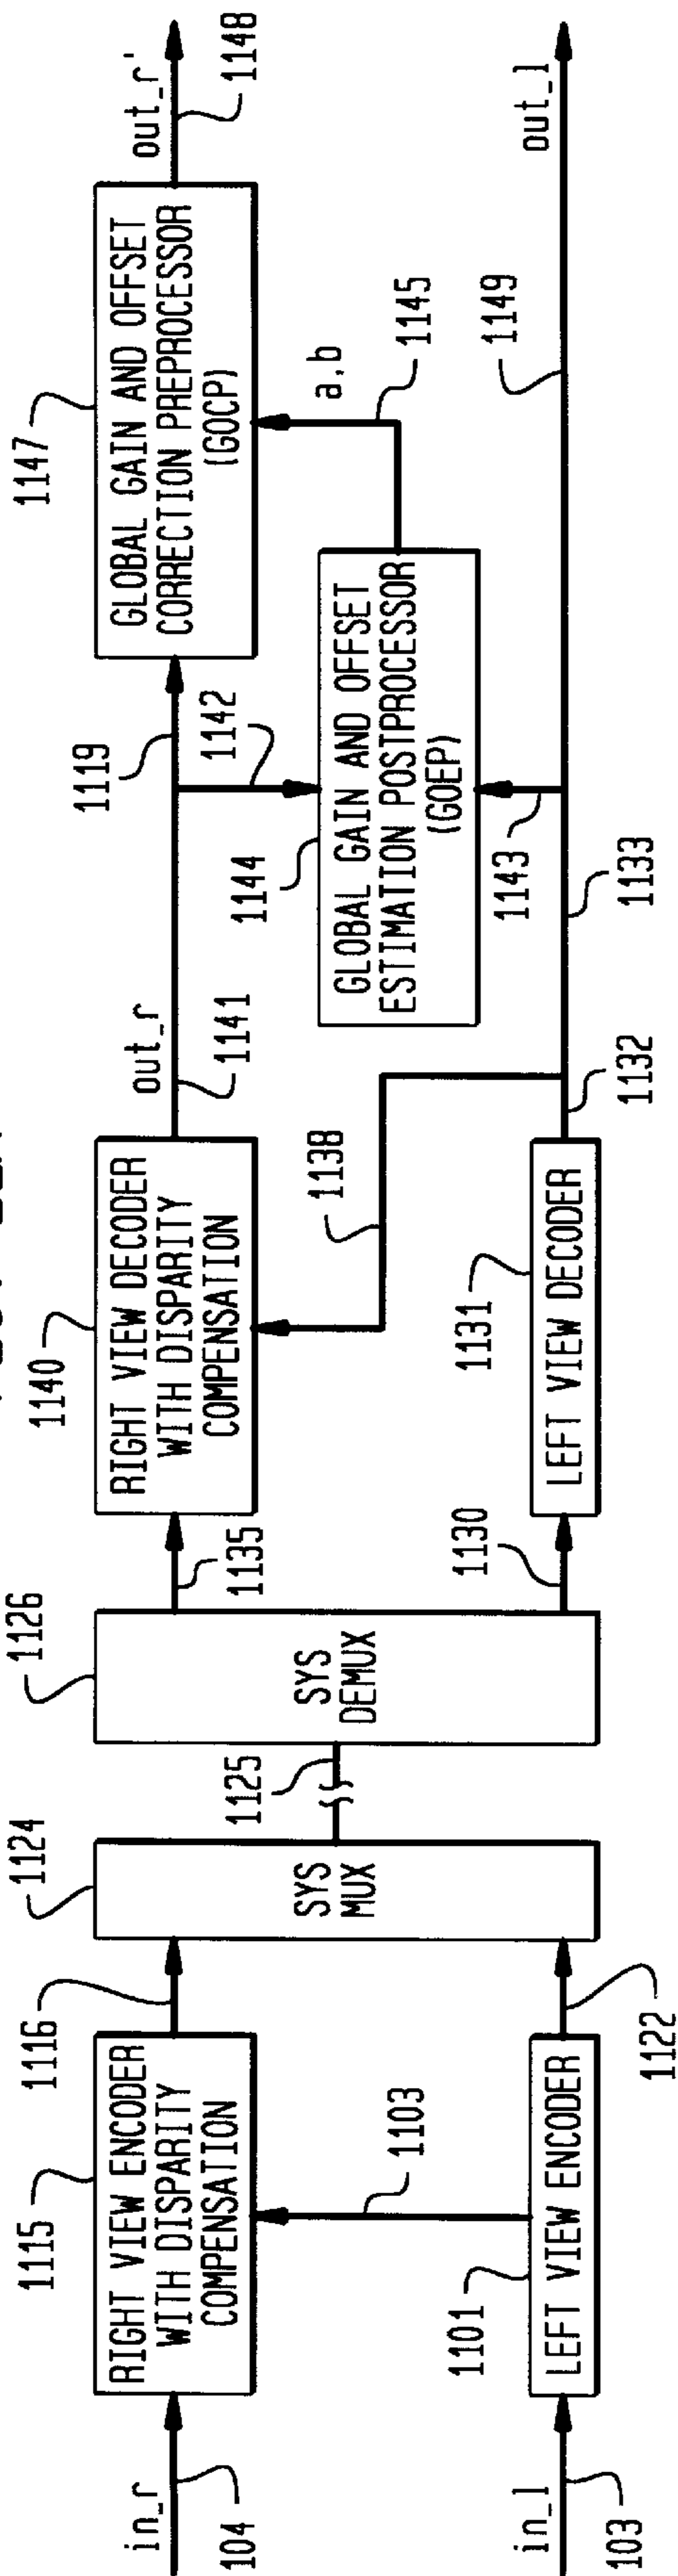 in_r
104
in_l
103
1115
RIGHT VIEW ENCODER
WITH DISPARITY
COMPENSATION
1103
1101
LEFT VIEW ENCODER
1116
1122
1124
SYS
MUX
1125
1126
SYS
DEMUX
1135
1130
1140
RIGHT VIEW DECODER
WITH DISPARITY
COMPENSATION
1138
1131
LEFT VIEW DECODER
out_r
1141
1132
1133
1119
1142
1144
GLOBAL GAIN AND OFFSET
ESTIMATION POSTPROCESSOR
(GOEP)
1143
1147
GLOBAL GAIN AND OFFSET
CORRECTION PREPROCESSOR
(GOCP)
a,b
1145
1149
out_r'
1148
out_l